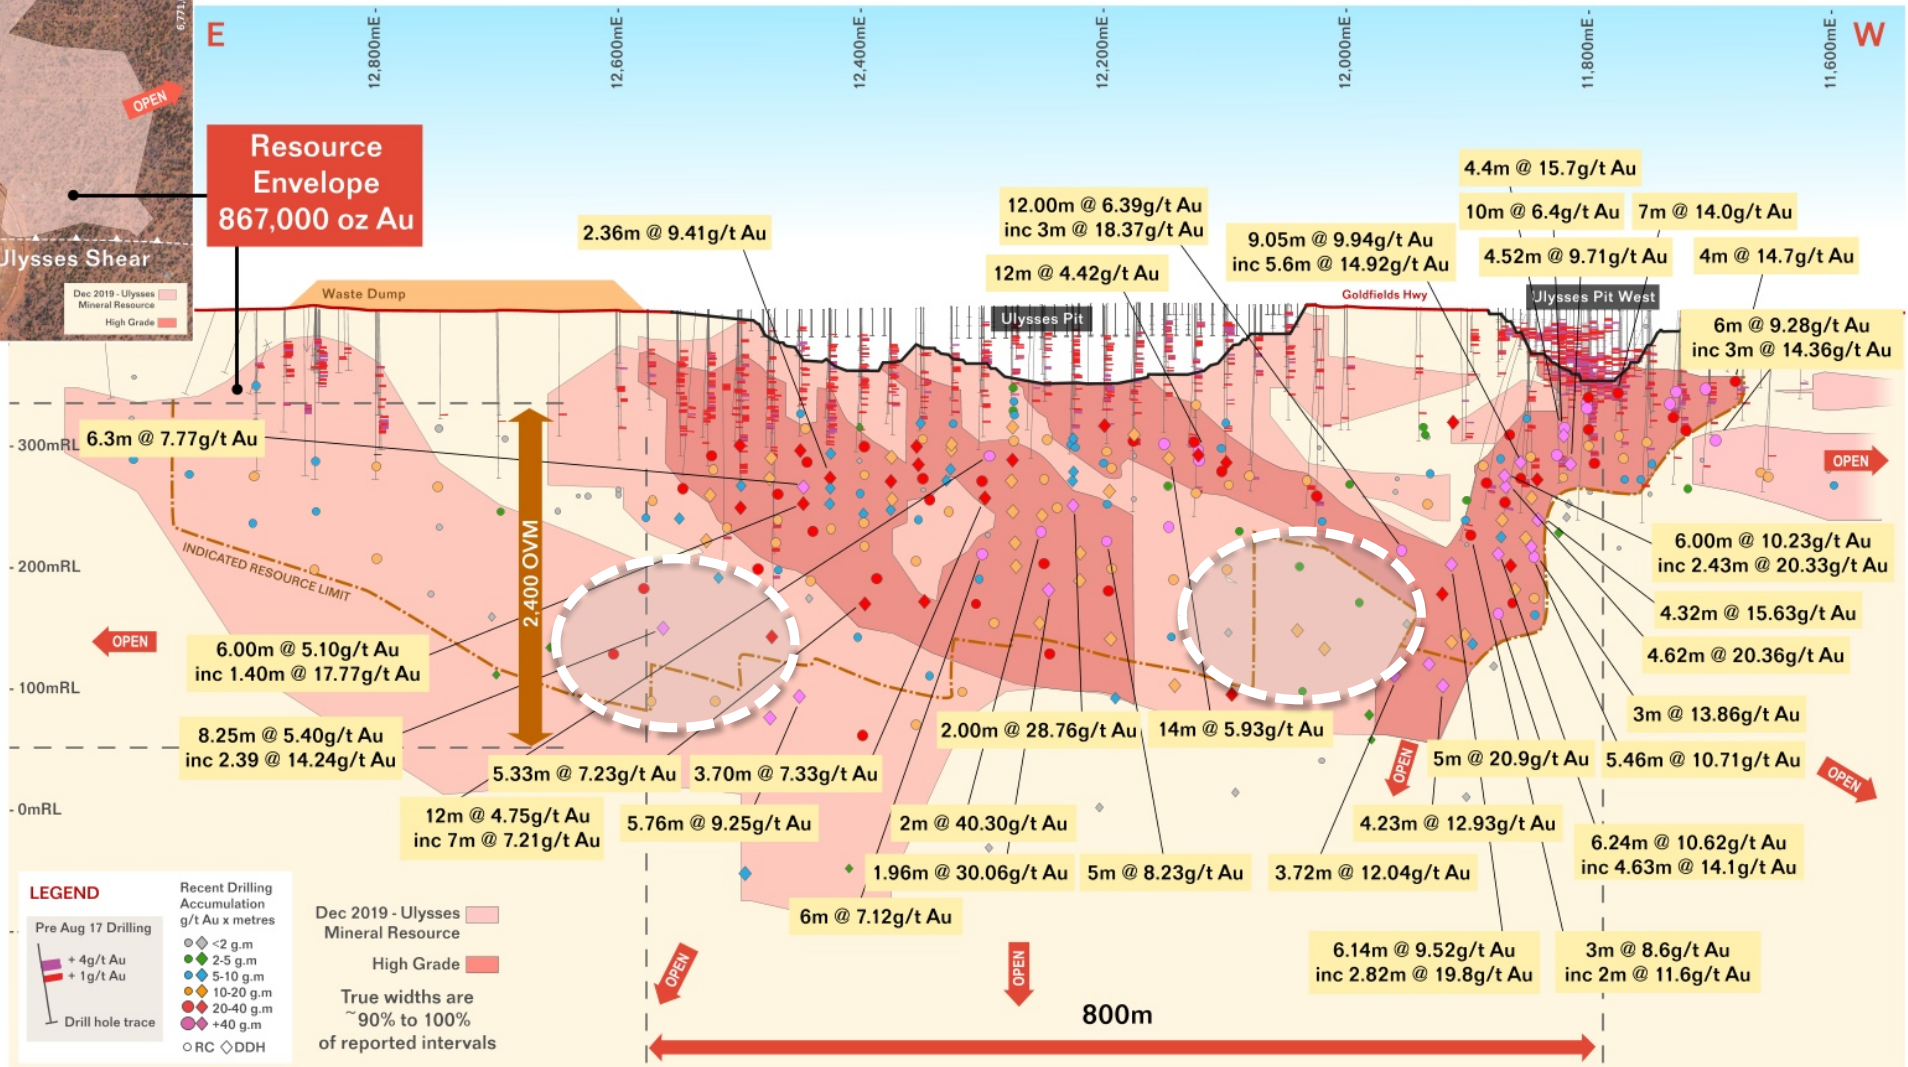 E
12,800mE
12,600mE
12,400mE
12,200mE
12,000mE
11,800mE
11,600mE
W
OPEN
Resource
Envelope
867,000 oz Au
Ulysses Shear
Dec 2019 - Ulysses
Mineral Resource
High Grade
Waste Dump
2.36m @ 9.41g/t Au
12.00m @ 6.39g/t Au
inc 3m @ 18.37g/t Au
12m @ 4.42g/t Au
9.05m @ 9.94g/t Au
inc 5.6m @ 14.92g/t Au
4.4m @ 15.7g/t Au
10m @ 6.4g/t Au
7m @ 14.0g/t Au
4.52m @ 9.71g/t Au
4m @ 14.7g/t Au
Goldfields Hwy
Ulysses Pit West
Ulysses Pit
6m @ 9.28g/t Au
inc 3m @ 14.36g/t Au
300mRL
6.3m @ 7.77g/t Au
OPEN
2,400 OVM
INDICATED RESOURCE LIMIT
200mRL
6.00m @ 10.23g/t Au
inc 2.43m @ 20.33g/t Au
4.32m @ 15.63g/t Au
OPEN
6.00m @ 5.10g/t Au
inc 1.40m @ 17.77g/t Au
4.62m @ 20.36g/t Au
100mRL
3m @ 13.86g/t Au
8.25m @ 5.40g/t Au
inc 2.39 @ 14.24g/t Au
2.00m @ 28.76g/t Au
14m @ 5.93g/t Au
5m @ 20.9g/t Au
5.46m @ 10.71g/t Au
OPEN
OPEN
5.33m @ 7.23g/t Au
3.70m @ 7.33g/t Au
0mRL
12m @ 4.75g/t Au
inc 7m @ 7.21g/t Au
5.76m @ 9.25g/t Au
2m @ 40.30g/t Au
4.23m @ 12.93g/t Au
6.24m @ 10.62g/t Au
inc 4.63m @ 14.1g/t Au
1.96m @ 30.06g/t Au
5m @ 8.23g/t Au
3.72m @ 12.04g/t Au
6m @ 7.12g/t Au
6.14m @ 9.52g/t Au
inc 2.82m @ 19.8g/t Au
3m @ 8.6g/t Au
inc 2m @ 11.6g/t Au
OPEN
OPEN
800m
LEGEND
Pre Aug 17 Drilling
+ 4g/t Au
+ 1g/t Au
Drill hole trace
Recent Drilling
Accumulation
g/t Au x metres
<2 g.m
2-5 g.m
5-10 g.m
10-20 g.m
20-40 g.m
+40 g.m
RC DDH
Dec 2019 - Ulysses
Mineral Resource
High Grade
True widths are
~90% to 100%
of reported intervals